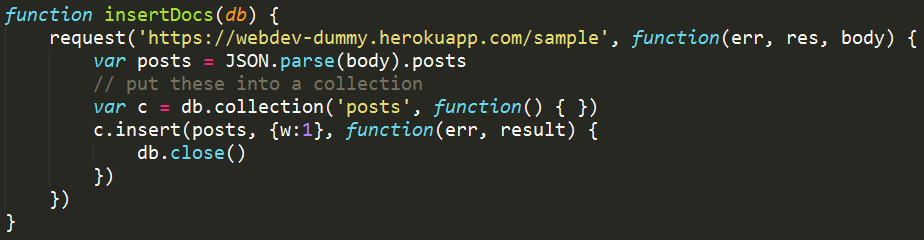 function insertDocs(db) {
    request('https://webdev-dummy.herokuapp.com/sample', function(err, res, body) {
        var posts = JSON.parse(body).posts
        // put these into a collection
        var c = db.collection('posts', function() { })
        c.insert(posts, {w:1}, function(err, result) {
            db.close()
        })
    })
}